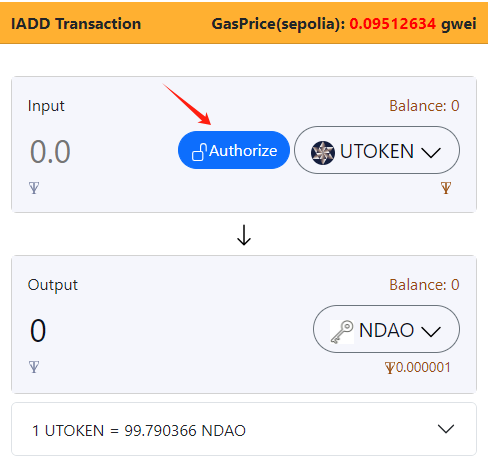 IADD Transaction GasPrice(sepolia): 0.09512634 gwei
Input Balance: 0
0.0 Authorize UTOKEN
Output Balance: 0
0 NDAO
0.000001
1 UTOKEN = 99.790366 NDAO